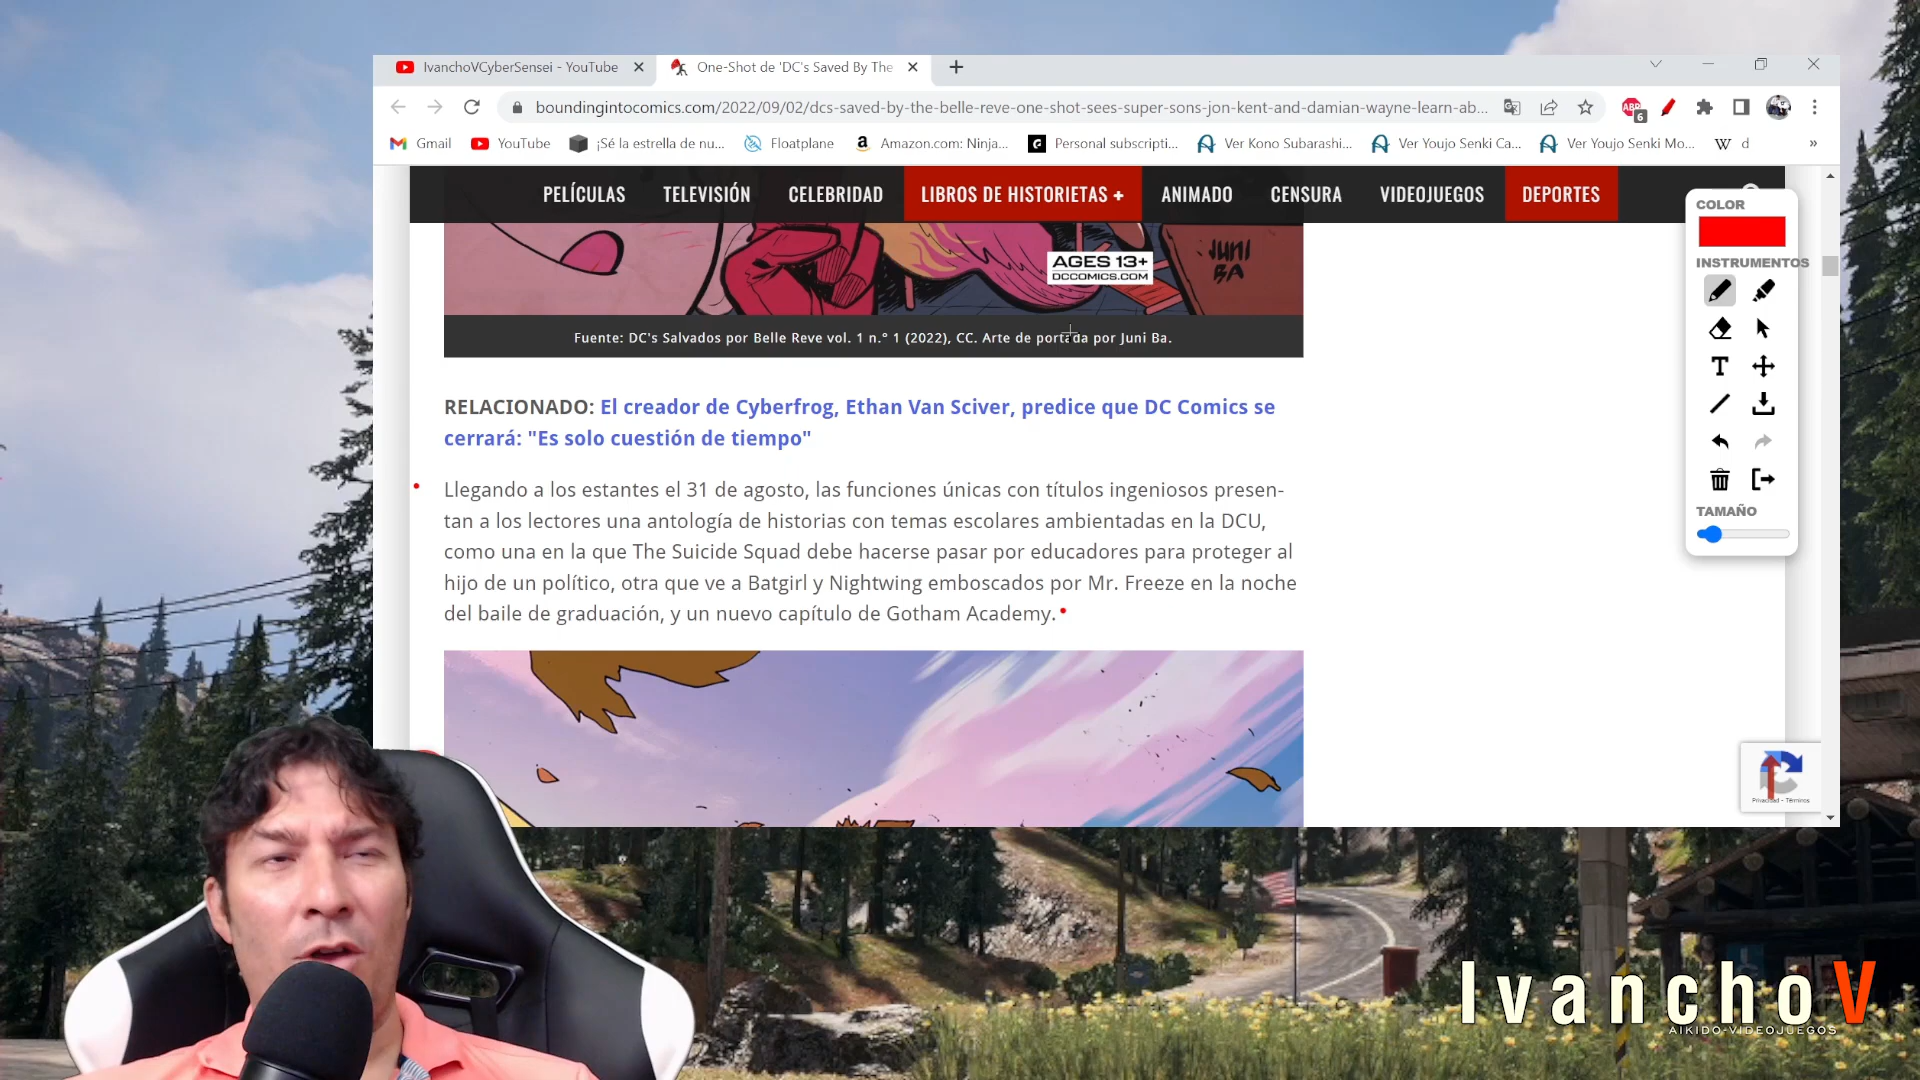 IvanchoVCyberSensei - YouTube
One-Shot de 'DC's Saved By The
boundingintocomics.com/2022/09/02/dcs-saved-by-the-belle-reve-one-shot-sees-super-sons-jon-kent-and-damian-wayne-learn-ab...
ABP
6
Gmail
YouTube
¡Sé la estrella de nu...
Floatplane
Amazon.com: Ninja...
Personal subscripti...
Ver Kono Subarashi...
Ver Youjo Senki Ca...
Ver Youjo Senki Mo...
W d
»
PELÍCULAS
TELEVISIÓN
CELEBRIDAD
LIBROS DE HISTORIETAS +
ANIMADO
CENSURA
VIDEOJUEGOS
DEPORTES
COLOR
INSTRUMENTOS
T
TAMAÑO
JUNI
BA
AGES 13+
DCCOMICS.COM
Fuente: DC's Salvados por Belle Reve vol. 1 n.° 1 (2022), CC. Arte de portada por Juni Ba.
RELACIONADO: El creador de Cyberfrog, Ethan Van Sciver, predice que DC Comics se
cerrará: "Es solo cuestión de tiempo"
Llegando a los estantes el 31 de agosto, las funciones únicas con títulos ingeniosos presen-
tan a los lectores una antología de historias con temas escolares ambientadas en la DCU,
como una en la que The Suicide Squad debe hacerse pasar por educadores para proteger al
hijo de un político, otra que ve a Batgirl y Nightwing emboscados por Mr. Freeze en la noche
del baile de graduación, y un nuevo capítulo de Gotham Academy.
Privacidad - Términos
IvanchoV
AIKIDO-VIDEOJUEGOS